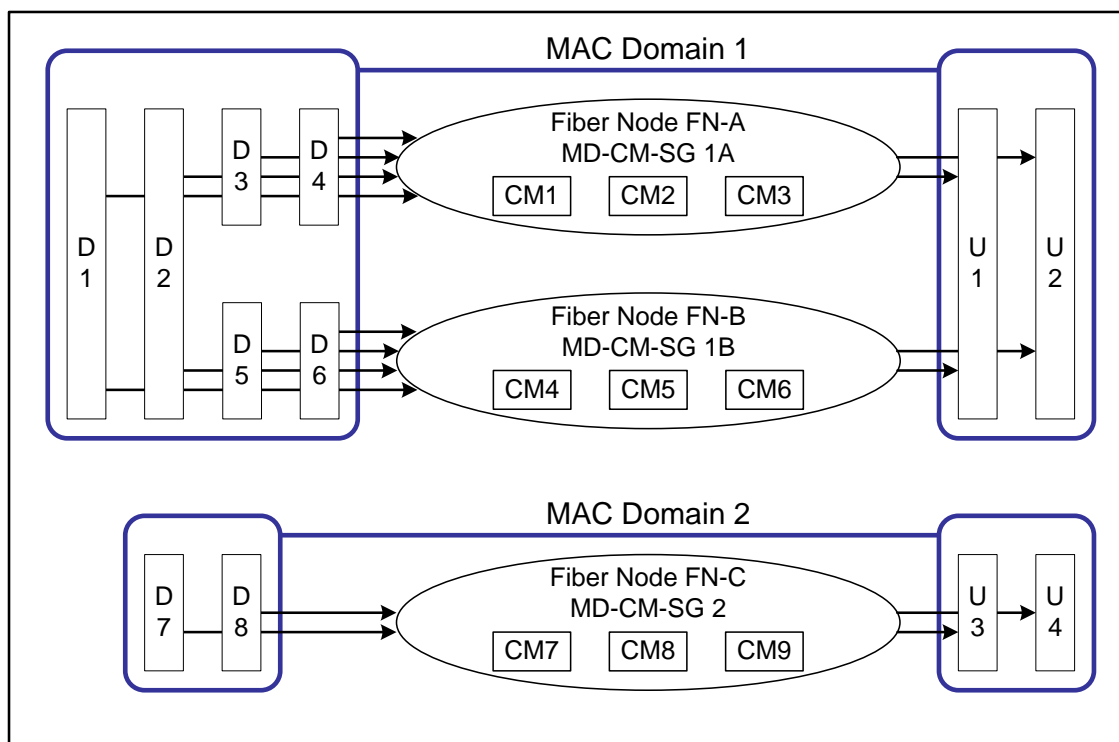 MAC Domain 1
D
1
D
2
D
3
D
4
Fiber Node FN-A
MD-CM-SG 1A
CM1 CM2 CM3
U
1
U
2
D
5
D
6
Fiber Node FN-B
MD-CM-SG 1B
CM4 CM5 CM6
MAC Domain 2
D
7
D
8
Fiber Node FN-C
MD-CM-SG 2
CM7 CM8 CM9
U
3
U
4